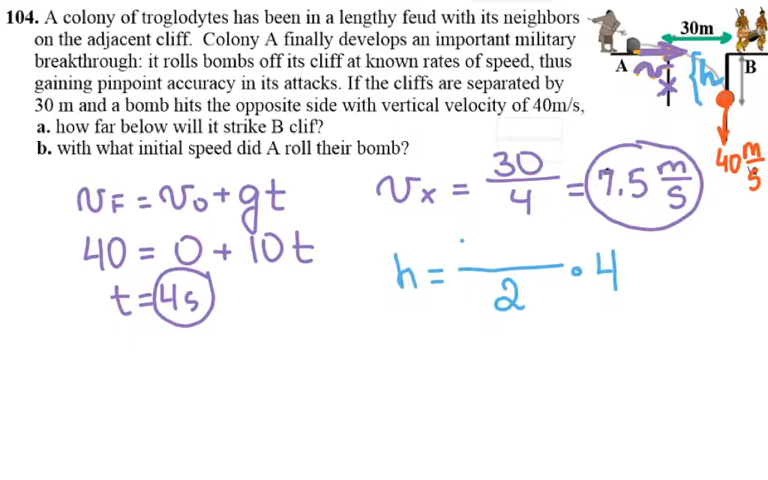 104. A colony of troglodytes has been in a lengthy feud with its neighbors
on the adjacent cliff. Colony A finally develops an important military
breakthrough: it rolls bombs off its cliff at known rates of speed, thus
gaining pinpoint accuracy in its attacks. If the cliffs are separated by
30 m and a bomb hits the opposite side with vertical velocity of 40m/s,
a. how far below will it strike B clif?
b. with what initial speed did A roll their bomb?
30m
A
B
h
40 m/s
VF = V₀ + gt
40 = 0 + 10t
t = 4s
Vx = 30/4 = 7.5 m/s
h = __/2 • 4